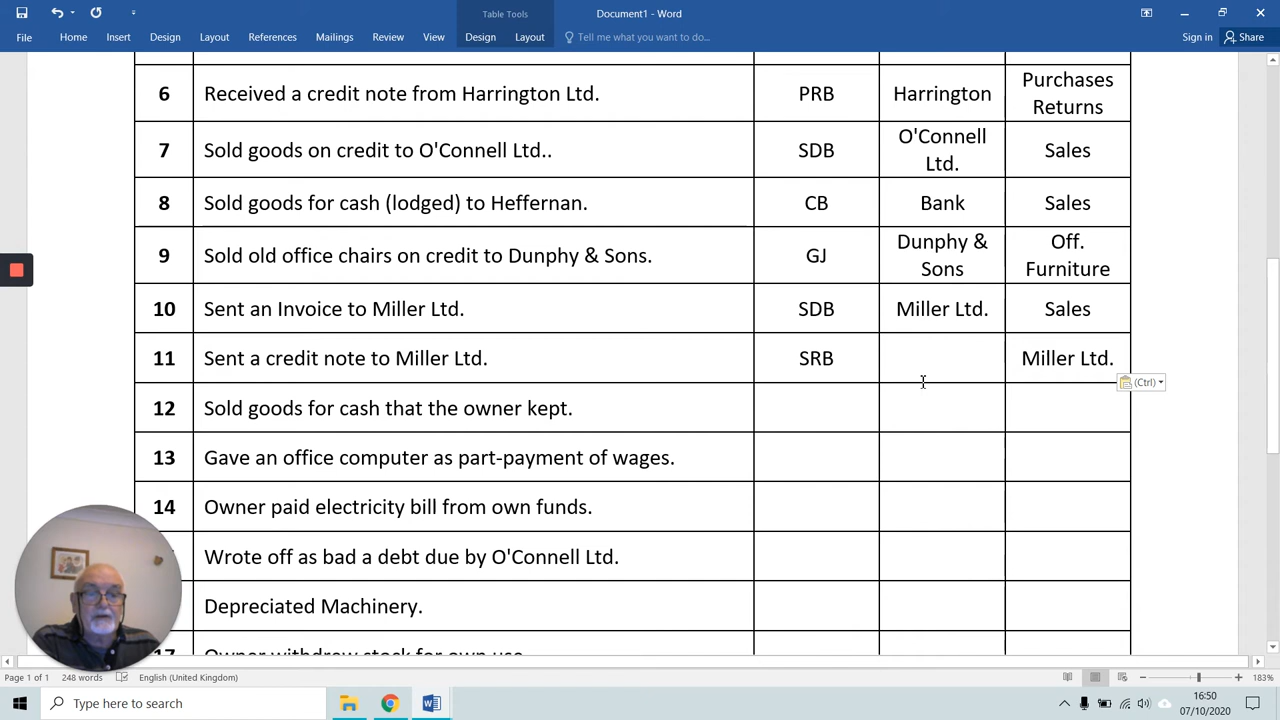 Table Tools
Document1 - Word
File Home Insert Design Layout References Mailings Review View Design Layout Tell me what you want to do... Sign in Share
6 Received a credit note from Harrington Ltd. PRB Harrington Purchases Returns
7 Sold goods on credit to O'Connell Ltd.. SDB O'Connell Ltd. Sales
8 Sold goods for cash (lodged) to Heffernan. CB Bank Sales
9 Sold old office chairs on credit to Dunphy & Sons. GJ Dunphy & Sons Off. Furniture
10 Sent an Invoice to Miller Ltd. SDB Miller Ltd. Sales
11 Sent a credit note to Miller Ltd. SRB Miller Ltd.
(Ctrl)
12 Sold goods for cash that the owner kept.
13 Gave an office computer as part-payment of wages.
14 Owner paid electricity bill from own funds.
Wrote off as bad a debt due by O'Connell Ltd.
Depreciated Machinery.
17 Owner withdrew stock for own use
Page 1 of 1 248 words English (United Kingdom) 183%
Type here to search
16:50
07/10/2020